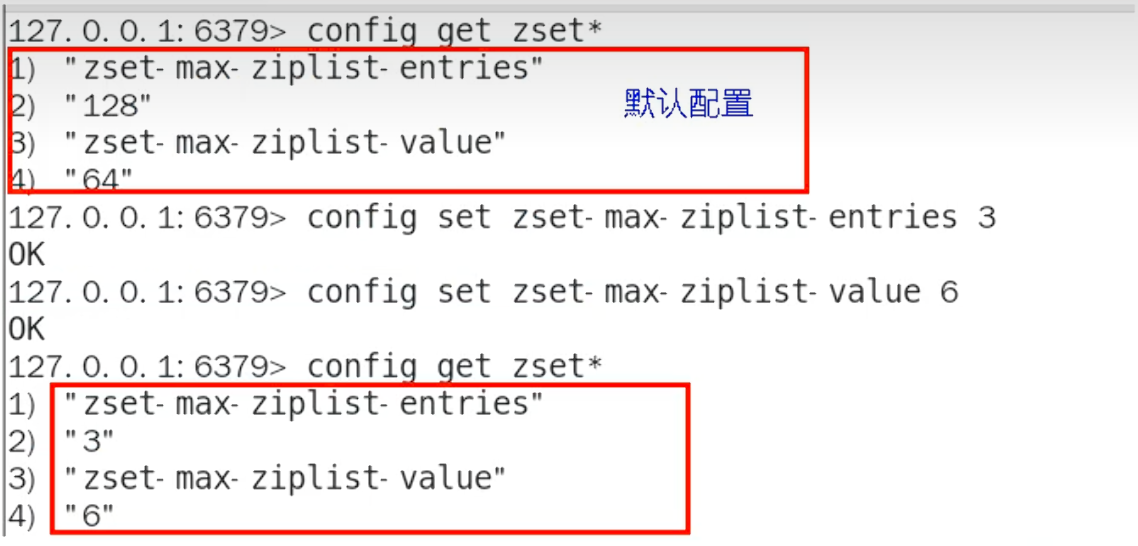 127.0.0.1:6379> config get zset*
1) "zset-max-ziplist-entries"
2) "128"
默认配置
3) "zset-max-ziplist-value"
4) "64"
127.0.0.1:6379> config set zset-max-ziplist-entries 3
OK
127.0.0.1:6379> config set zset-max-ziplist-value 6
OK
127.0.0.1:6379> config get zset*
1) "zset-max-ziplist-entries"
2) "3"
3) "zset-max-ziplist-value"
4) "6"